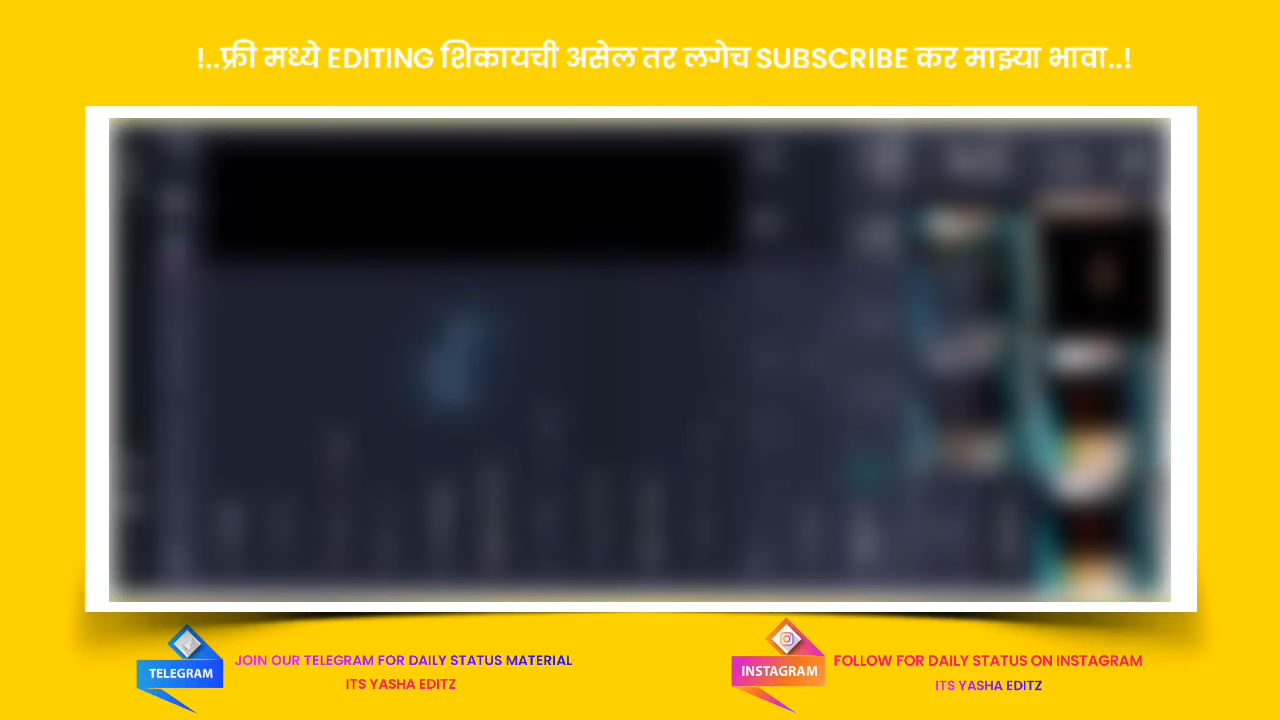 !..फ्री मध्ये EDITING शिकायची असेल तर लगेच SUBSCRIBE कर माझ्या भावा..!
TELEGRAM
JOIN OUR TELEGRAM FOR DAILY STATUS MATERIAL
ITS YASHA EDITZ
INSTAGRAM
FOLLOW FOR DAILY STATUS ON INSTAGRAM
ITS YASHA EDITZ